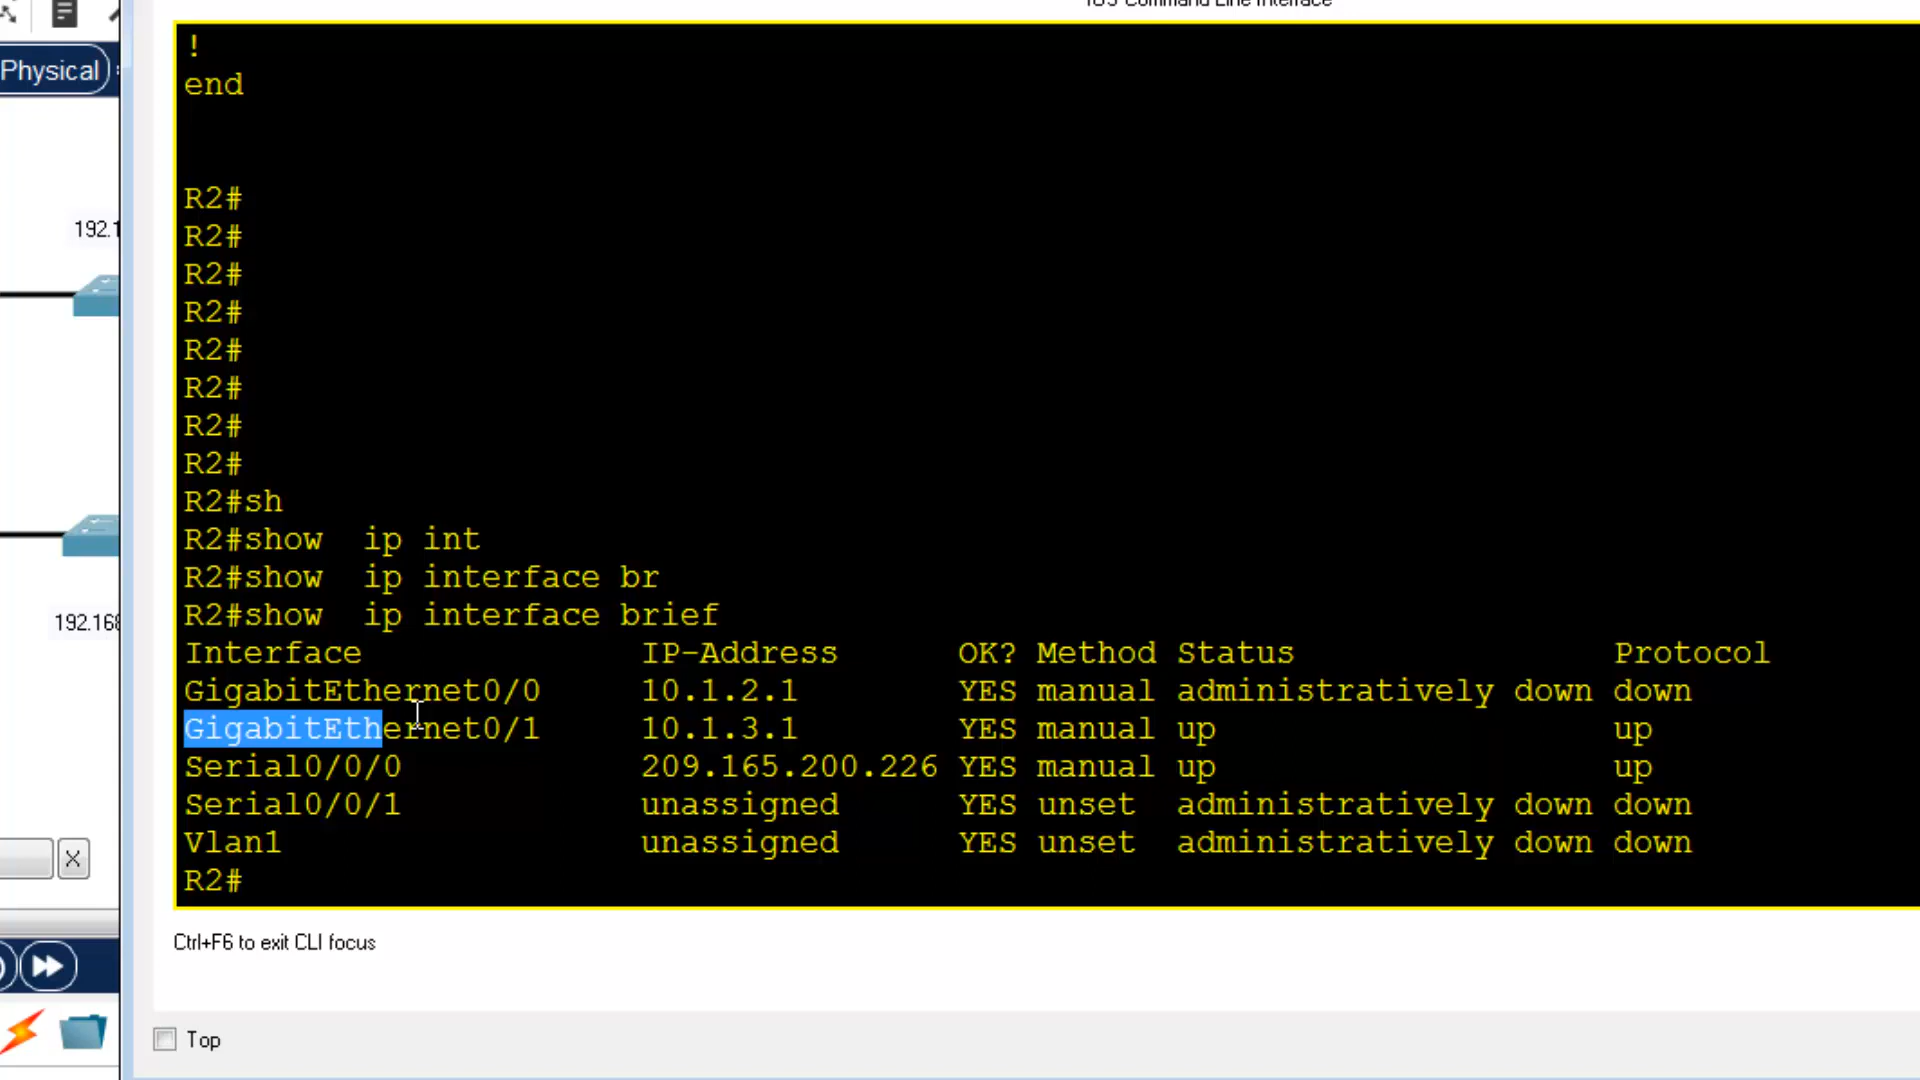 IOS Command Line Interface
Physical
!
end
192.1
R2#
R2#
R2#
R2#
R2#
R2#
R2#
R2#
R2#sh
R2#show  ip int
R2#show  ip interface br
R2#show  ip interface brief
192.168
Interface IP-Address OK? Method Status Protocol
GigabitEthernet0/0 10.1.2.1 YES manual administratively down down
GigabitEthernet0/1 10.1.3.1 YES manual up up
Serial0/0/0 209.165.200.226 YES manual up up
Serial0/0/1 unassigned YES unset administratively down down
Vlan1 unassigned YES unset administratively down down
R2#
X
Ctrl+F6 to exit CLI focus
Top